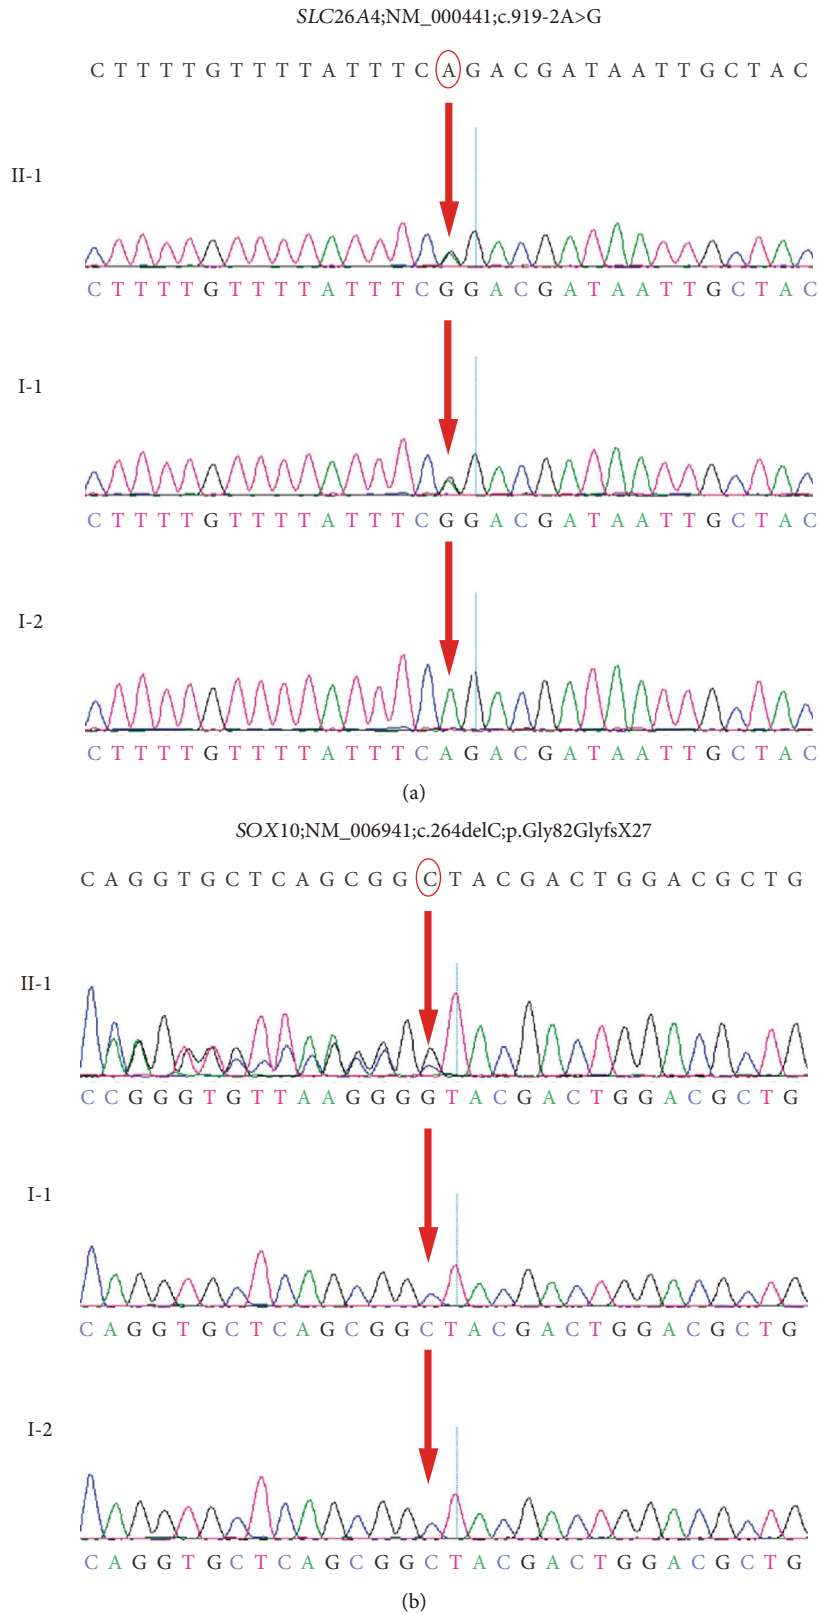 SLC26A4;NM_000441;c.919-2A>G
C T T T T G T T T T A T T T C A G A C G A T A A T T G C T A C
II-1
C T T T T G T T T T A T T T C G G A C G A T A A T T G C T A C
I-1
C T T T T G T T T T A T T T C G G A C G A T A A T T G C T A C
I-2
C T T T T G T T T T A T T T C A G A C G A T A A T T G C T A C
(a)
SOX10;NM_006941;c.264delC;p.Gly82GlyfsX27
C A G G T G C T C A G C G G C T A C G A C T G G A C G C T G
II-1
C C G G G T G T T A A G G G G T A C G A C T G G A C G C T G
I-1
C A G G T G C T C A G C G G C T A C G A C T G G A C G C T G
I-2
C A G G T G C T C A G C G G C T A C G A C T G G A C G C T G
(b)